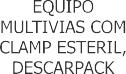 EQUIPO
MULTIVIAS COM
CLAMP ESTERIL,
DESCARPACK